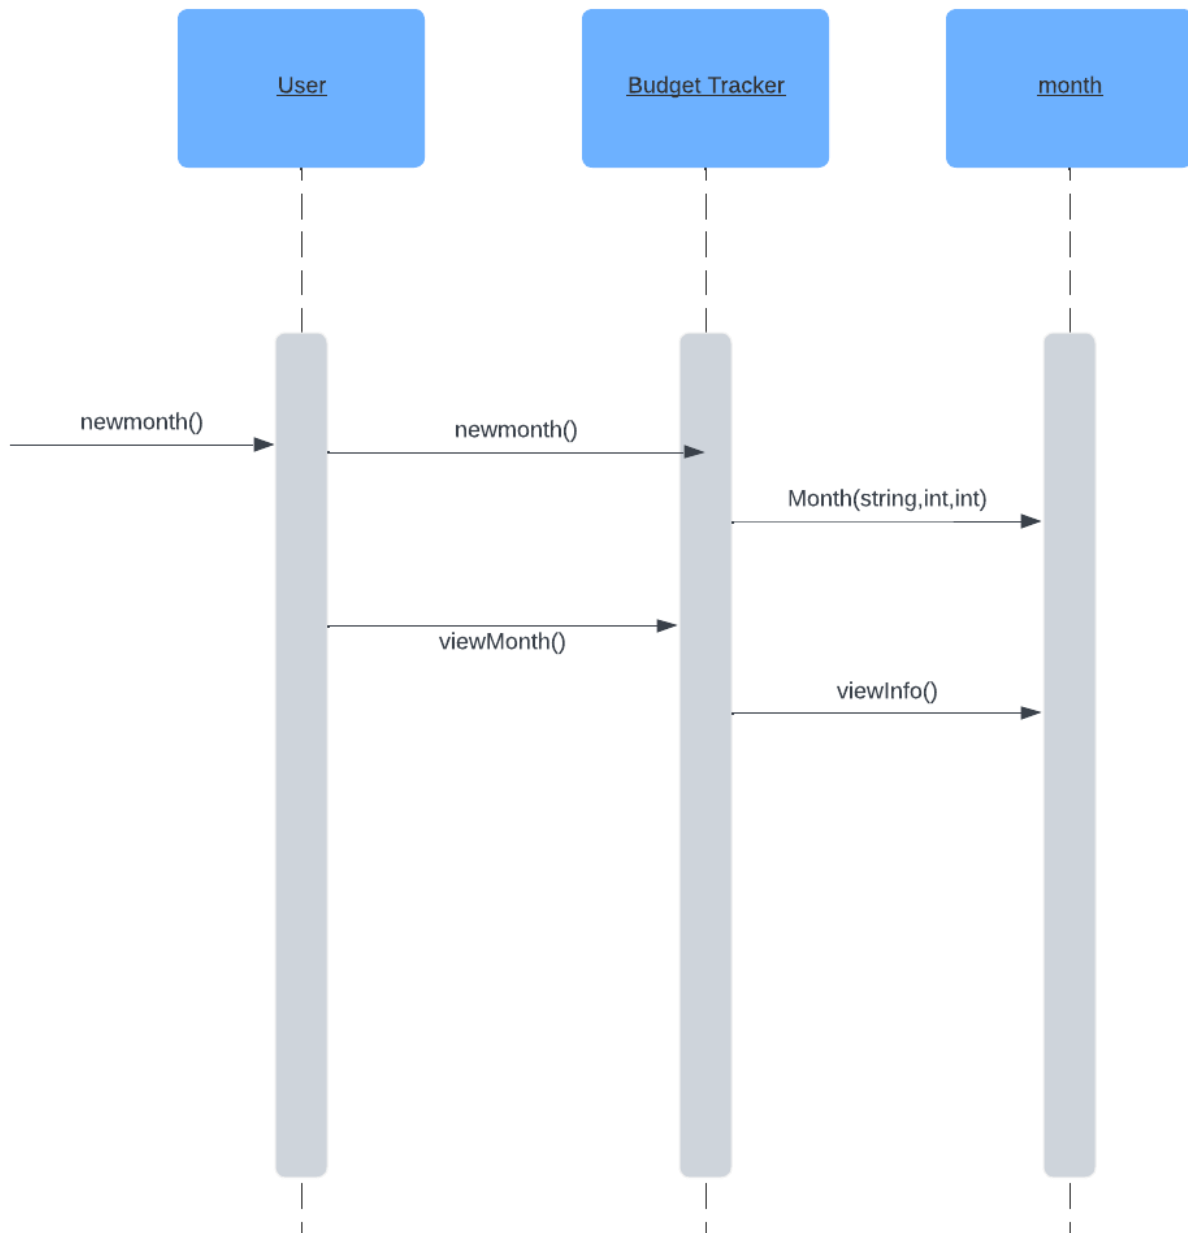 User
Budget Tracker
month
newmonth()
newmonth()
Month(string,int,int)
viewMonth()
viewInfo()